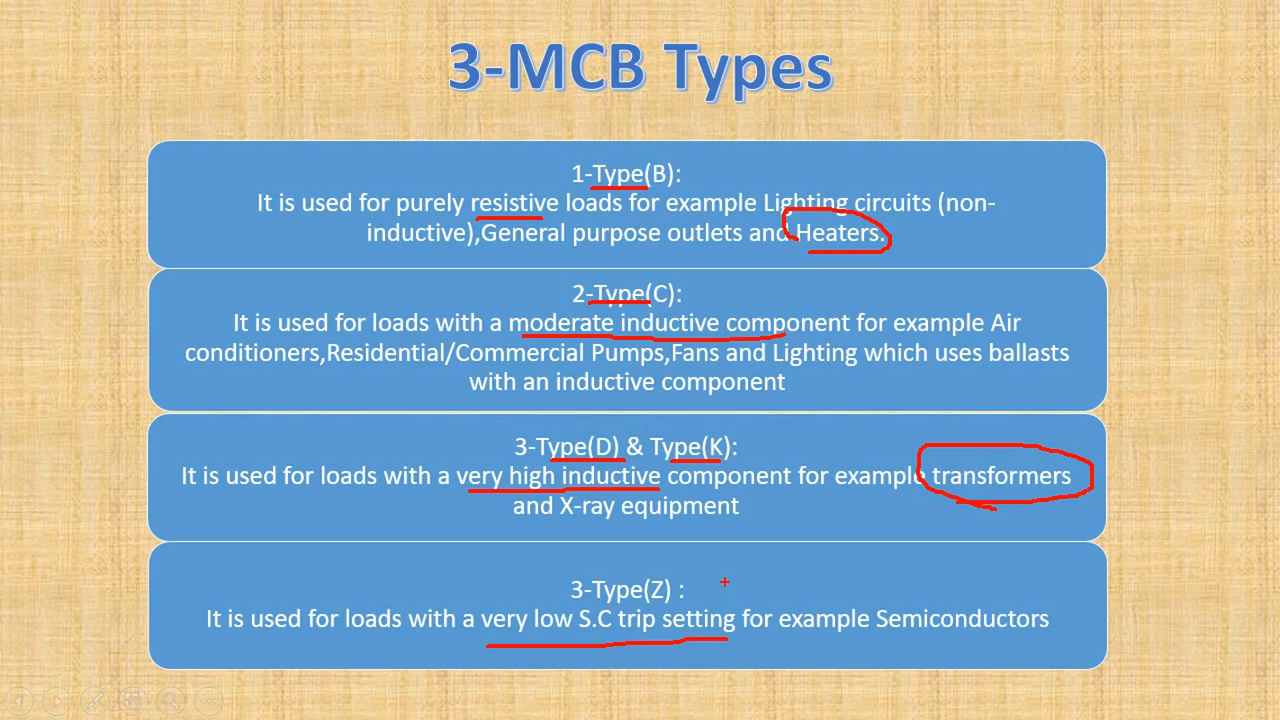 3-MCB Types
1-Type(B):
It is used for purely resistive loads for example Lighting circuits (non-
inductive),General purpose outlets and Heaters.
2-Type(C):
It is used for loads with a moderate inductive component for example Air
conditioners,Residential/Commercial Pumps,Fans and Lighting which uses ballasts
with an inductive component
3-Type(D) & Type(K):
It is used for loads with a very high inductive component for example transformers
and X-ray equipment
3-Type(Z) :
It is used for loads with a very low S.C trip setting for example Semiconductors